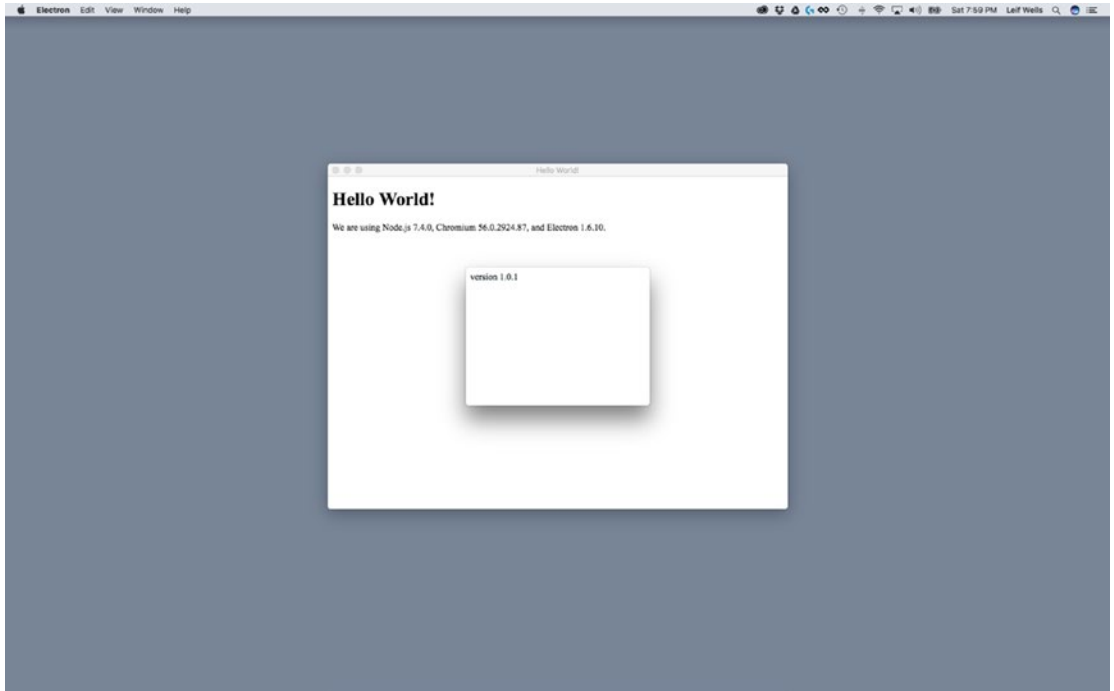 Electron Edit View Window Help
Sat 7:59 PM Leif Wells
Hello World!
Hello World!
We are using Node.js 7.4.0, Chromium 56.0.2924.87, and Electron 1.6.10.
version 1.0.1